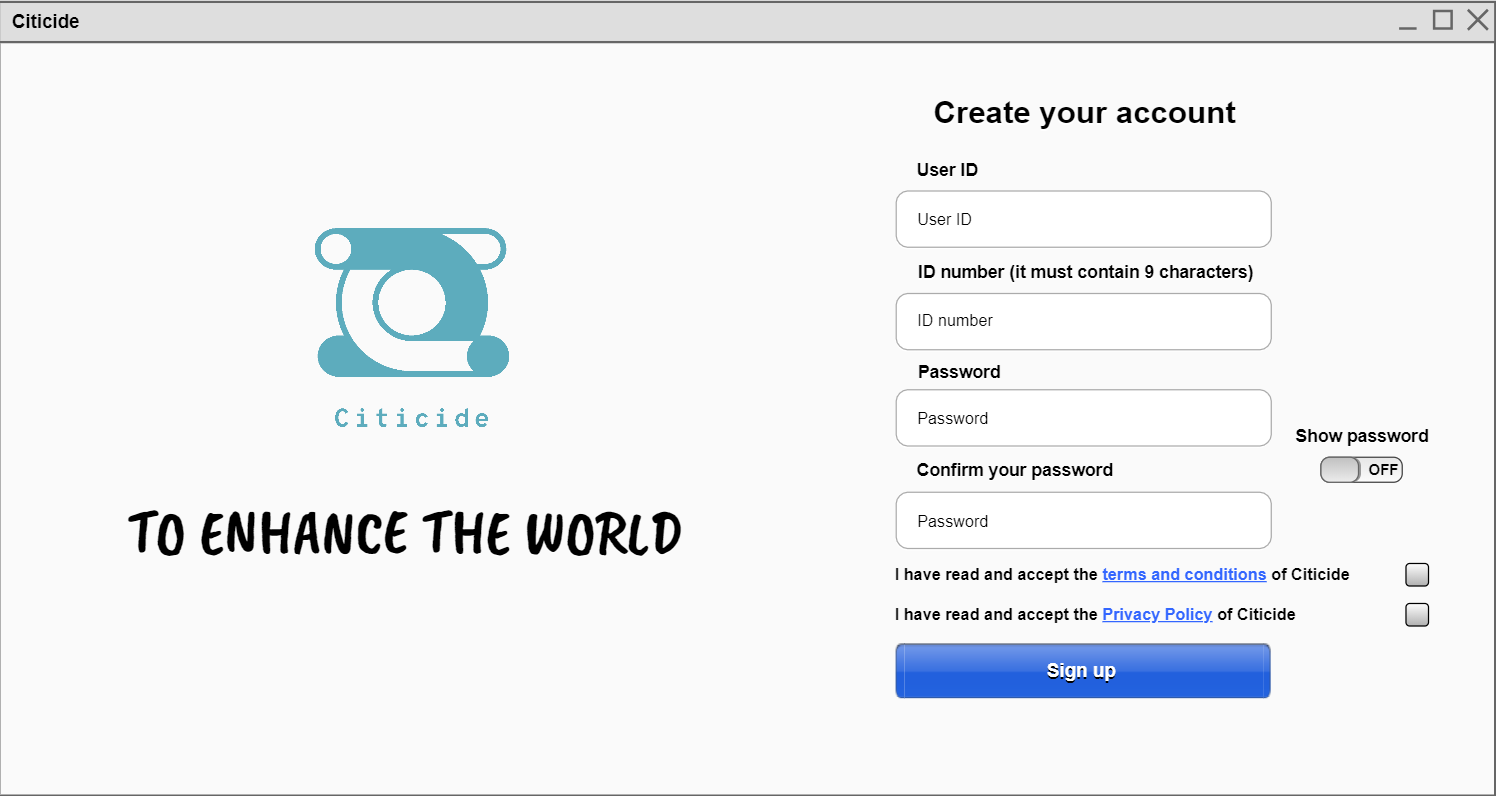 Citicide
Create your account
User ID
User ID
ID number (it must contain 9 characters)
ID number
Password
Password
Show password
OFF
Confirm your password
Password
I have read and accept the terms and conditions of Citicide
I have read and accept the Privacy Policy of Citicide
Sign up
Citicide
TO ENHANCE THE WORLD